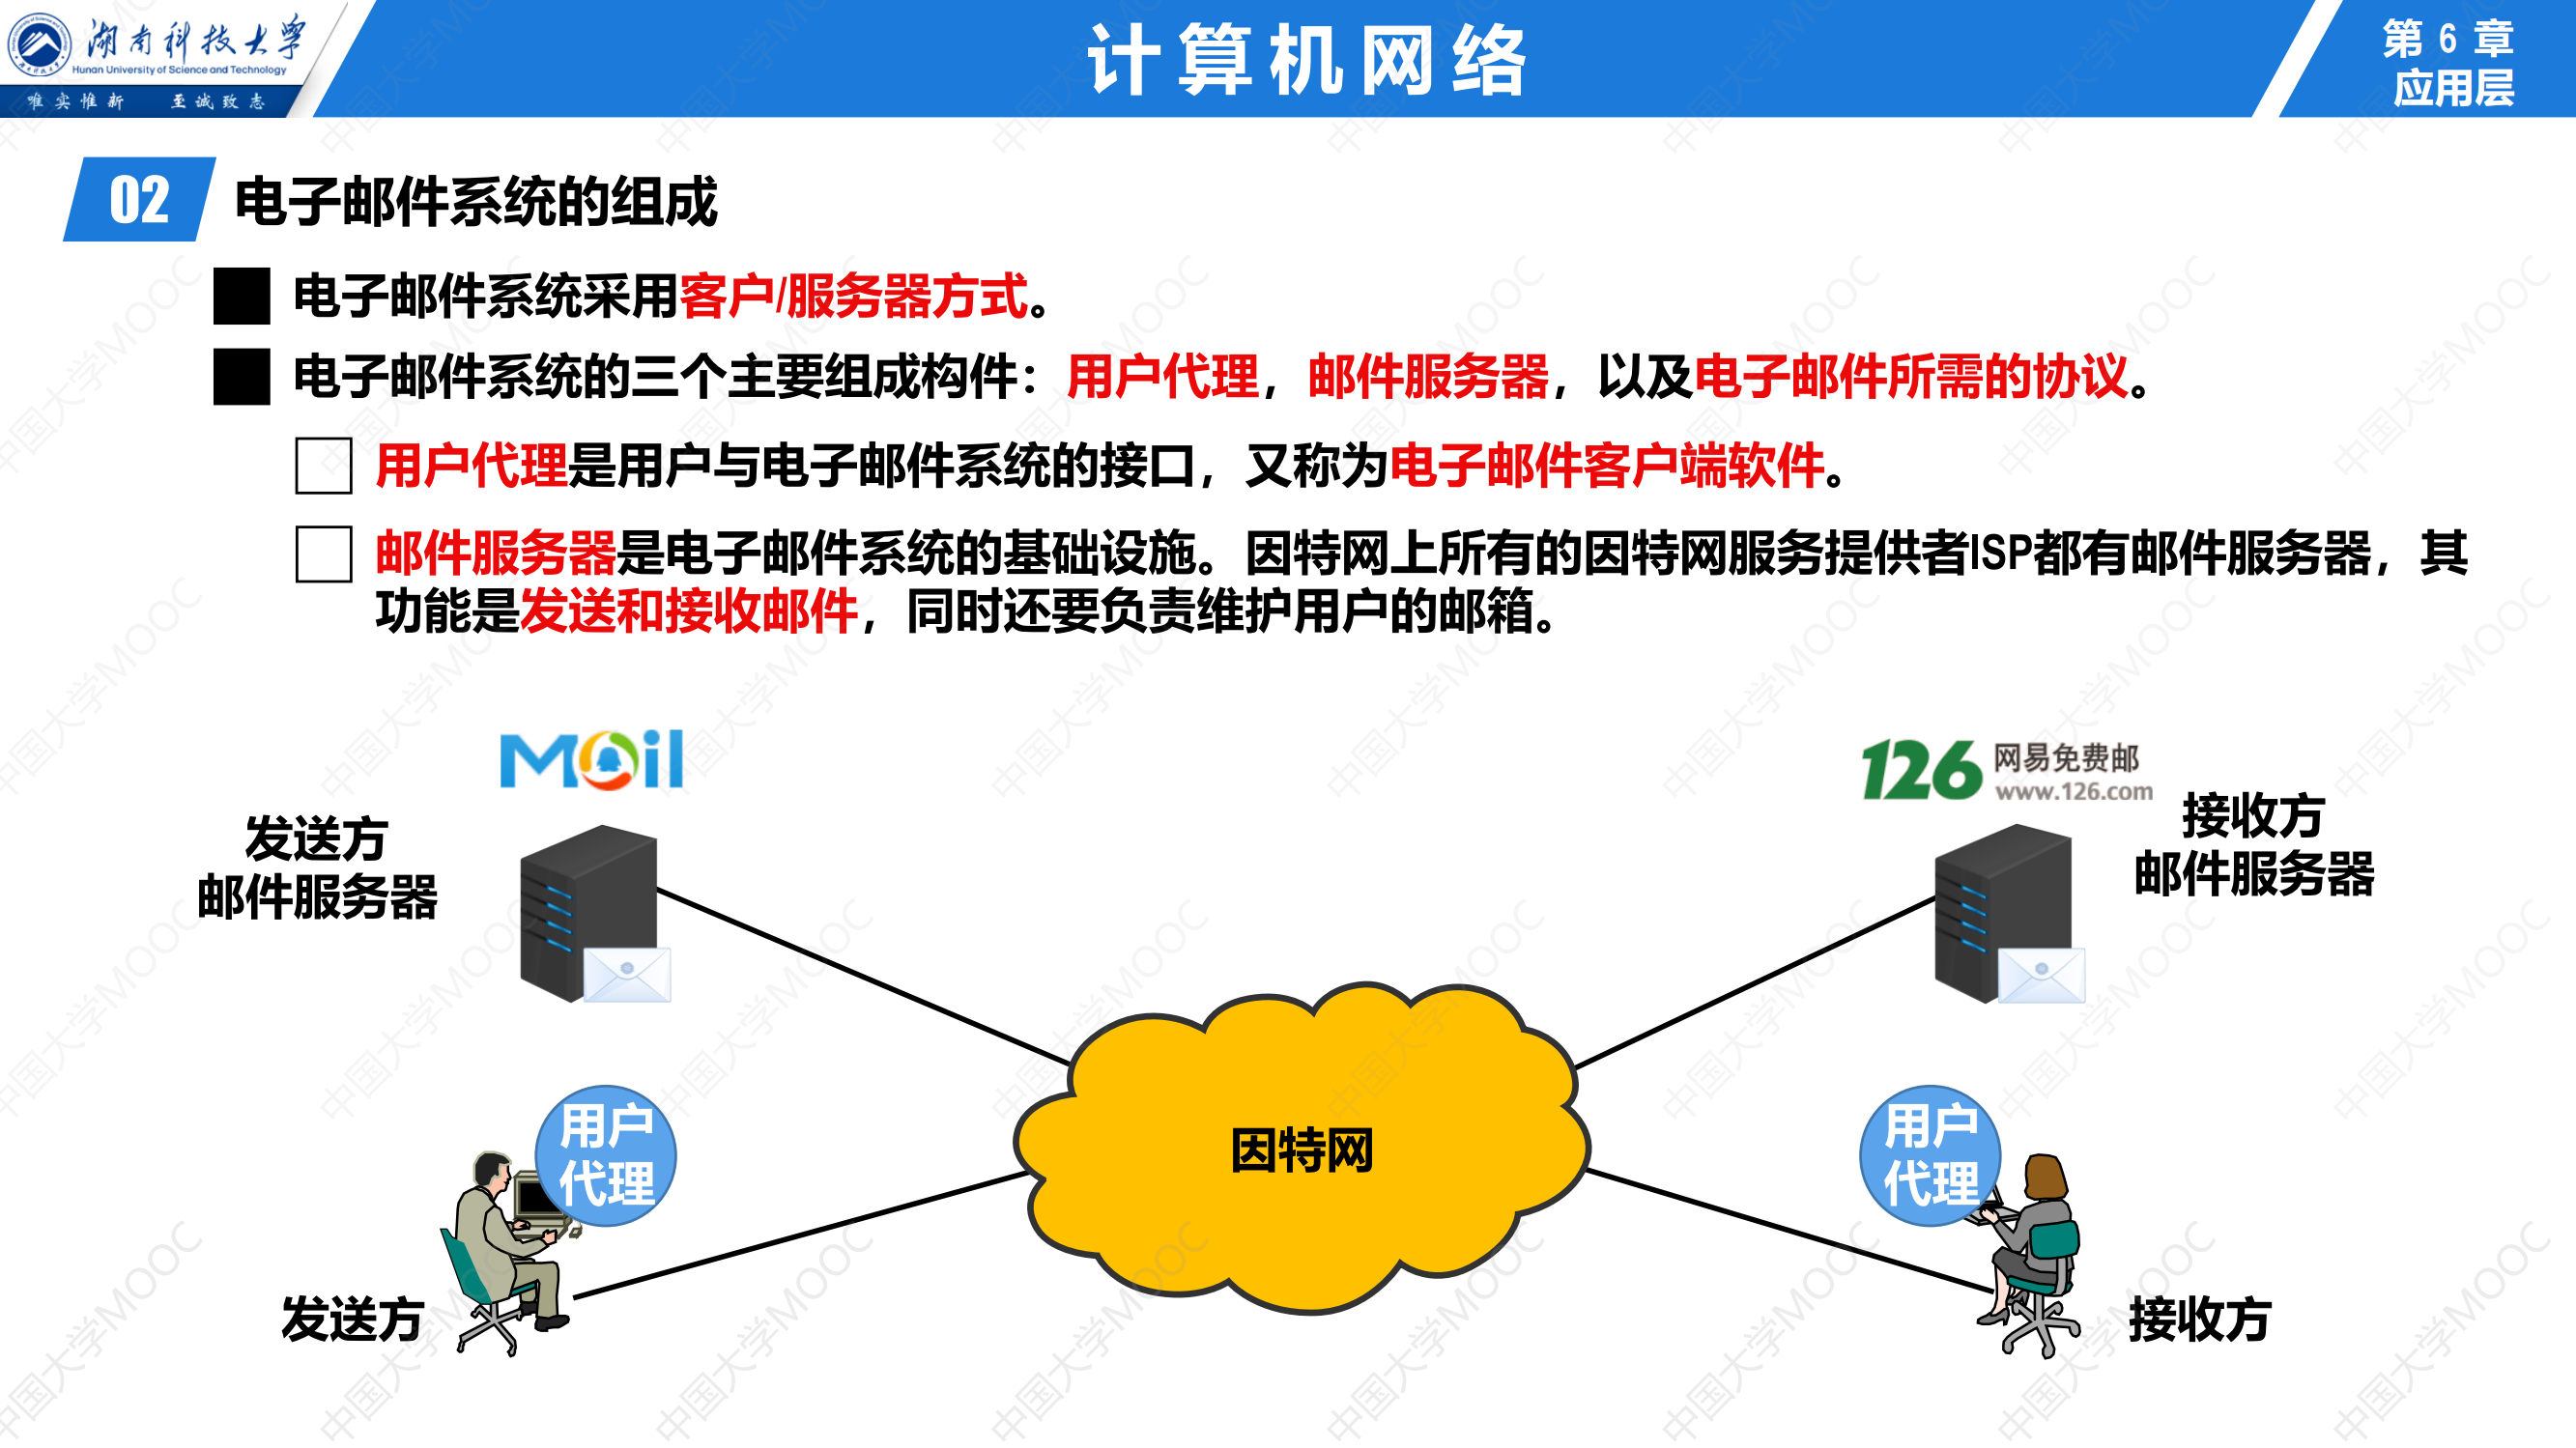 湖南科技大学
Hunan University of Science and Technology
唯实惟新 至诚致志
计算机网络
第 6 章
应用层
02 电子邮件系统的组成
电子邮件系统采用客户/服务器方式。
电子邮件系统的三个主要组成构件：用户代理，邮件服务器，以及电子邮件所需的协议。
用户代理是用户与电子邮件系统的接口，又称为电子邮件客户端软件。
邮件服务器是电子邮件系统的基础设施。因特网上所有的因特网服务提供者ISP都有邮件服务器，其
功能是发送和接收邮件，同时还要负责维护用户的邮箱。
Mail
126 网易免费邮
www.126.com
发送方
邮件服务器
接收方
邮件服务器
用户
代理
因特网
用户
代理
发送方
接收方
中国大学MOOC